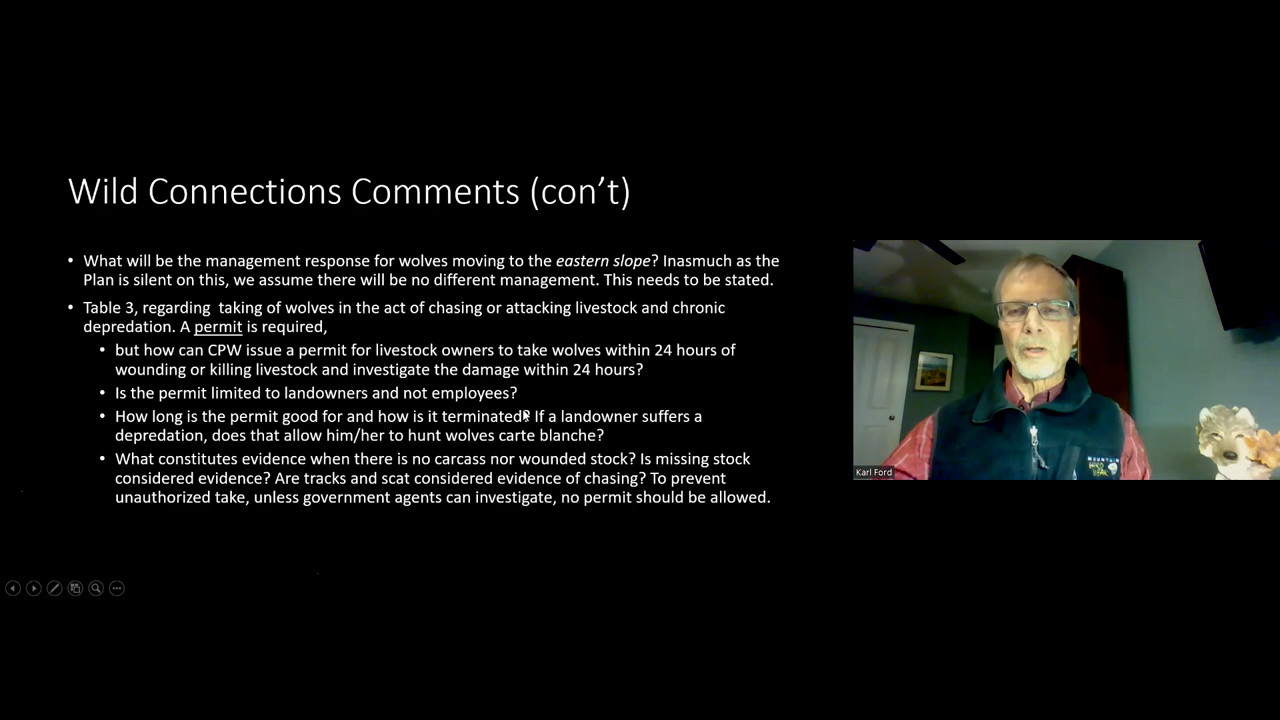 Wild Connections Comments (con’t)
• What will be the management response for wolves moving to the eastern slope? Inasmuch as the
Plan is silent on this, we assume there will be no different management. This needs to be stated.
• Table 3, regarding taking of wolves in the act of chasing or attacking livestock and chronic
depredation. A permit is required,
• but how can CPW issue a permit for livestock owners to take wolves within 24 hours of
wounding or killing livestock and investigate the damage within 24 hours?
• Is the permit limited to landowners and not employees?
• How long is the permit good for and how is it terminated? If a landowner suffers a
depredation, does that allow him/her to hunt wolves carte blanche?
• What constitutes evidence when there is no carcass nor wounded stock? Is missing stock
considered evidence? Are tracks and scat considered evidence of chasing? To prevent
unauthorized take, unless government agents can investigate, no permit should be allowed.
Karl Ford
MOUNTAIN